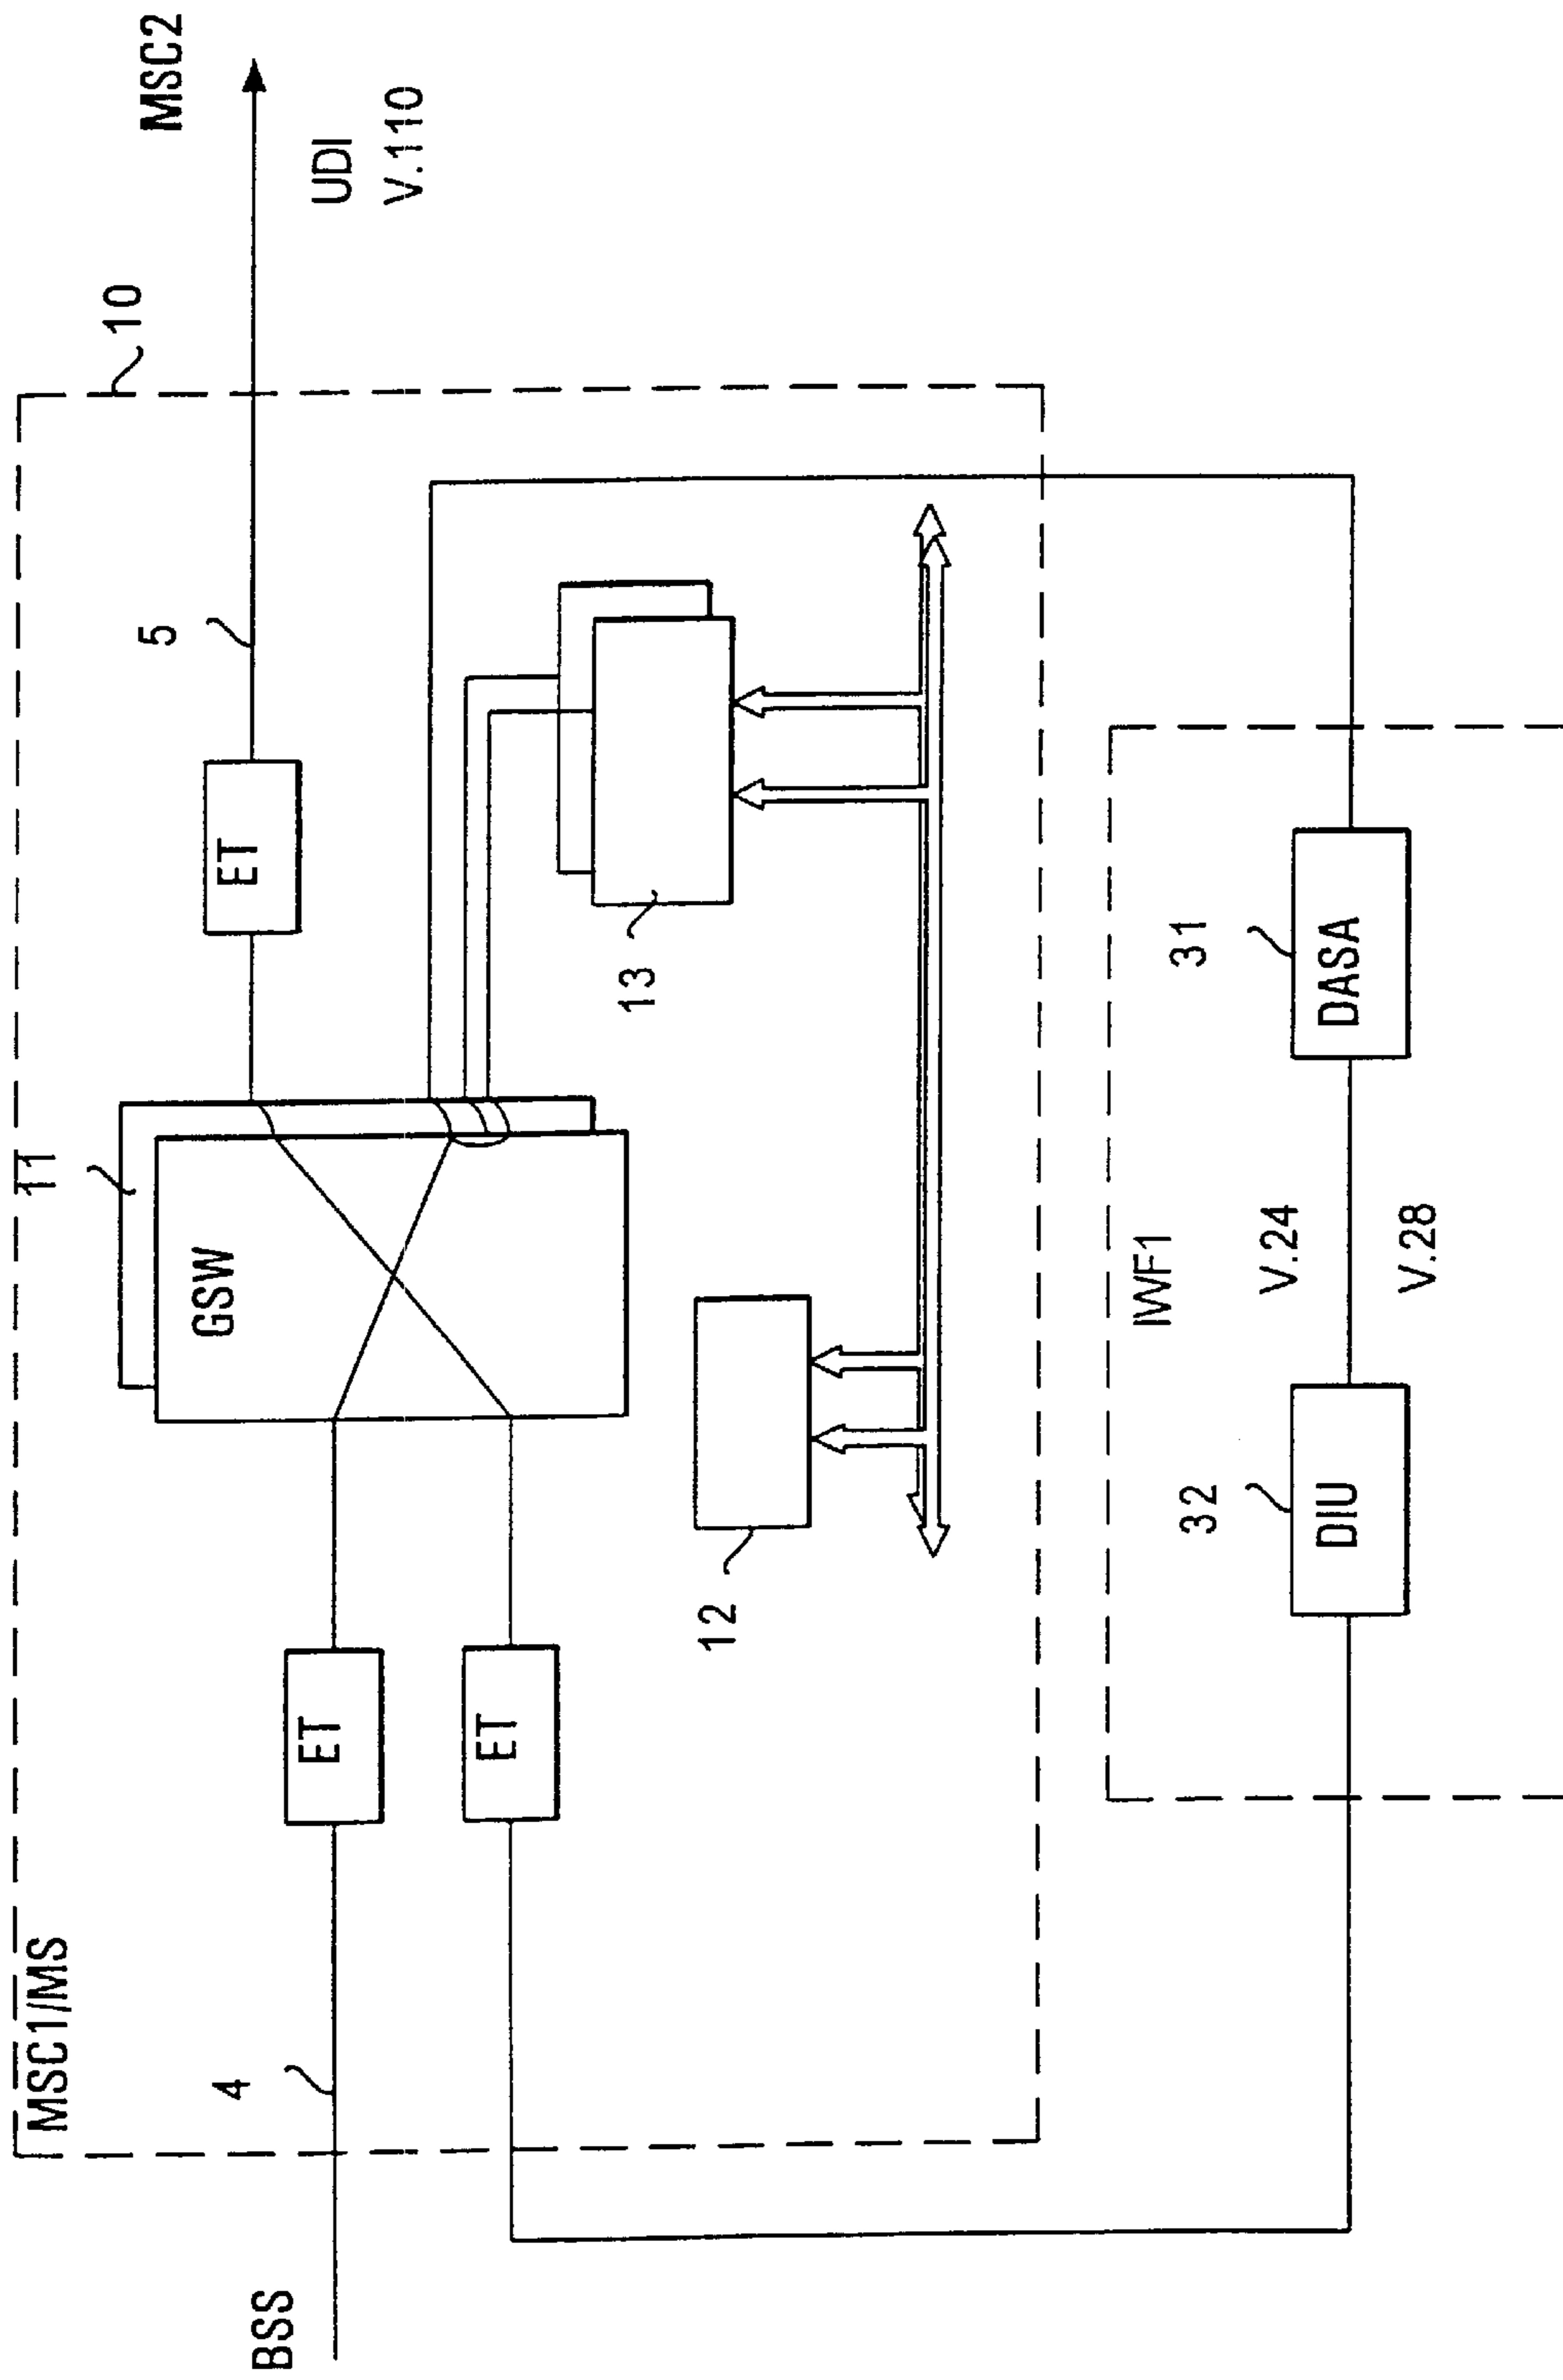 MSC1/MS
11
10
MSC2
5
ET
UDI
V.110
GSW
4
BSS
ET
ET
13
12
IWF1
31
32
V.24
DIU
DASA
V.28